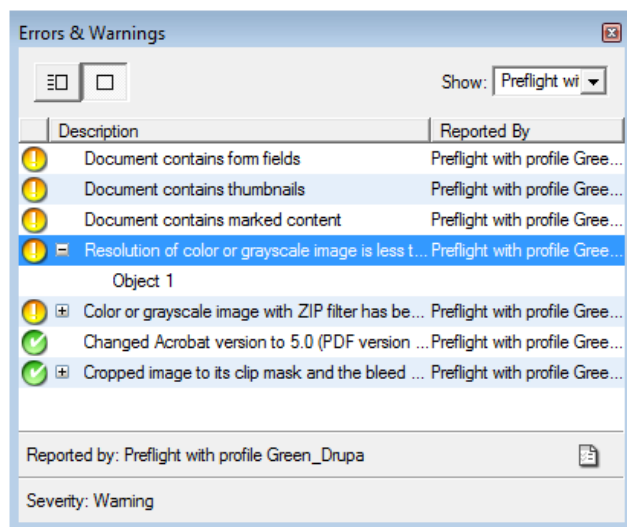 Errors & Warnings
Show: Preflight wi
Description Reported By
Document contains form fields Preflight with profile Gree...
Document contains thumbnails Preflight with profile Gree...
Document contains marked content Preflight with profile Gree...
Resolution of color or grayscale image is less t... Preflight with profile Gree...
Object 1
Color or grayscale image with ZIP filter has be... Preflight with profile Gree...
Changed Acrobat version to 5.0 (PDF version ... Preflight with profile Gree...
Cropped image to its clip mask and the bleed ... Preflight with profile Gree...
Reported by: Preflight with profile Green_Drupa
Severity: Warning